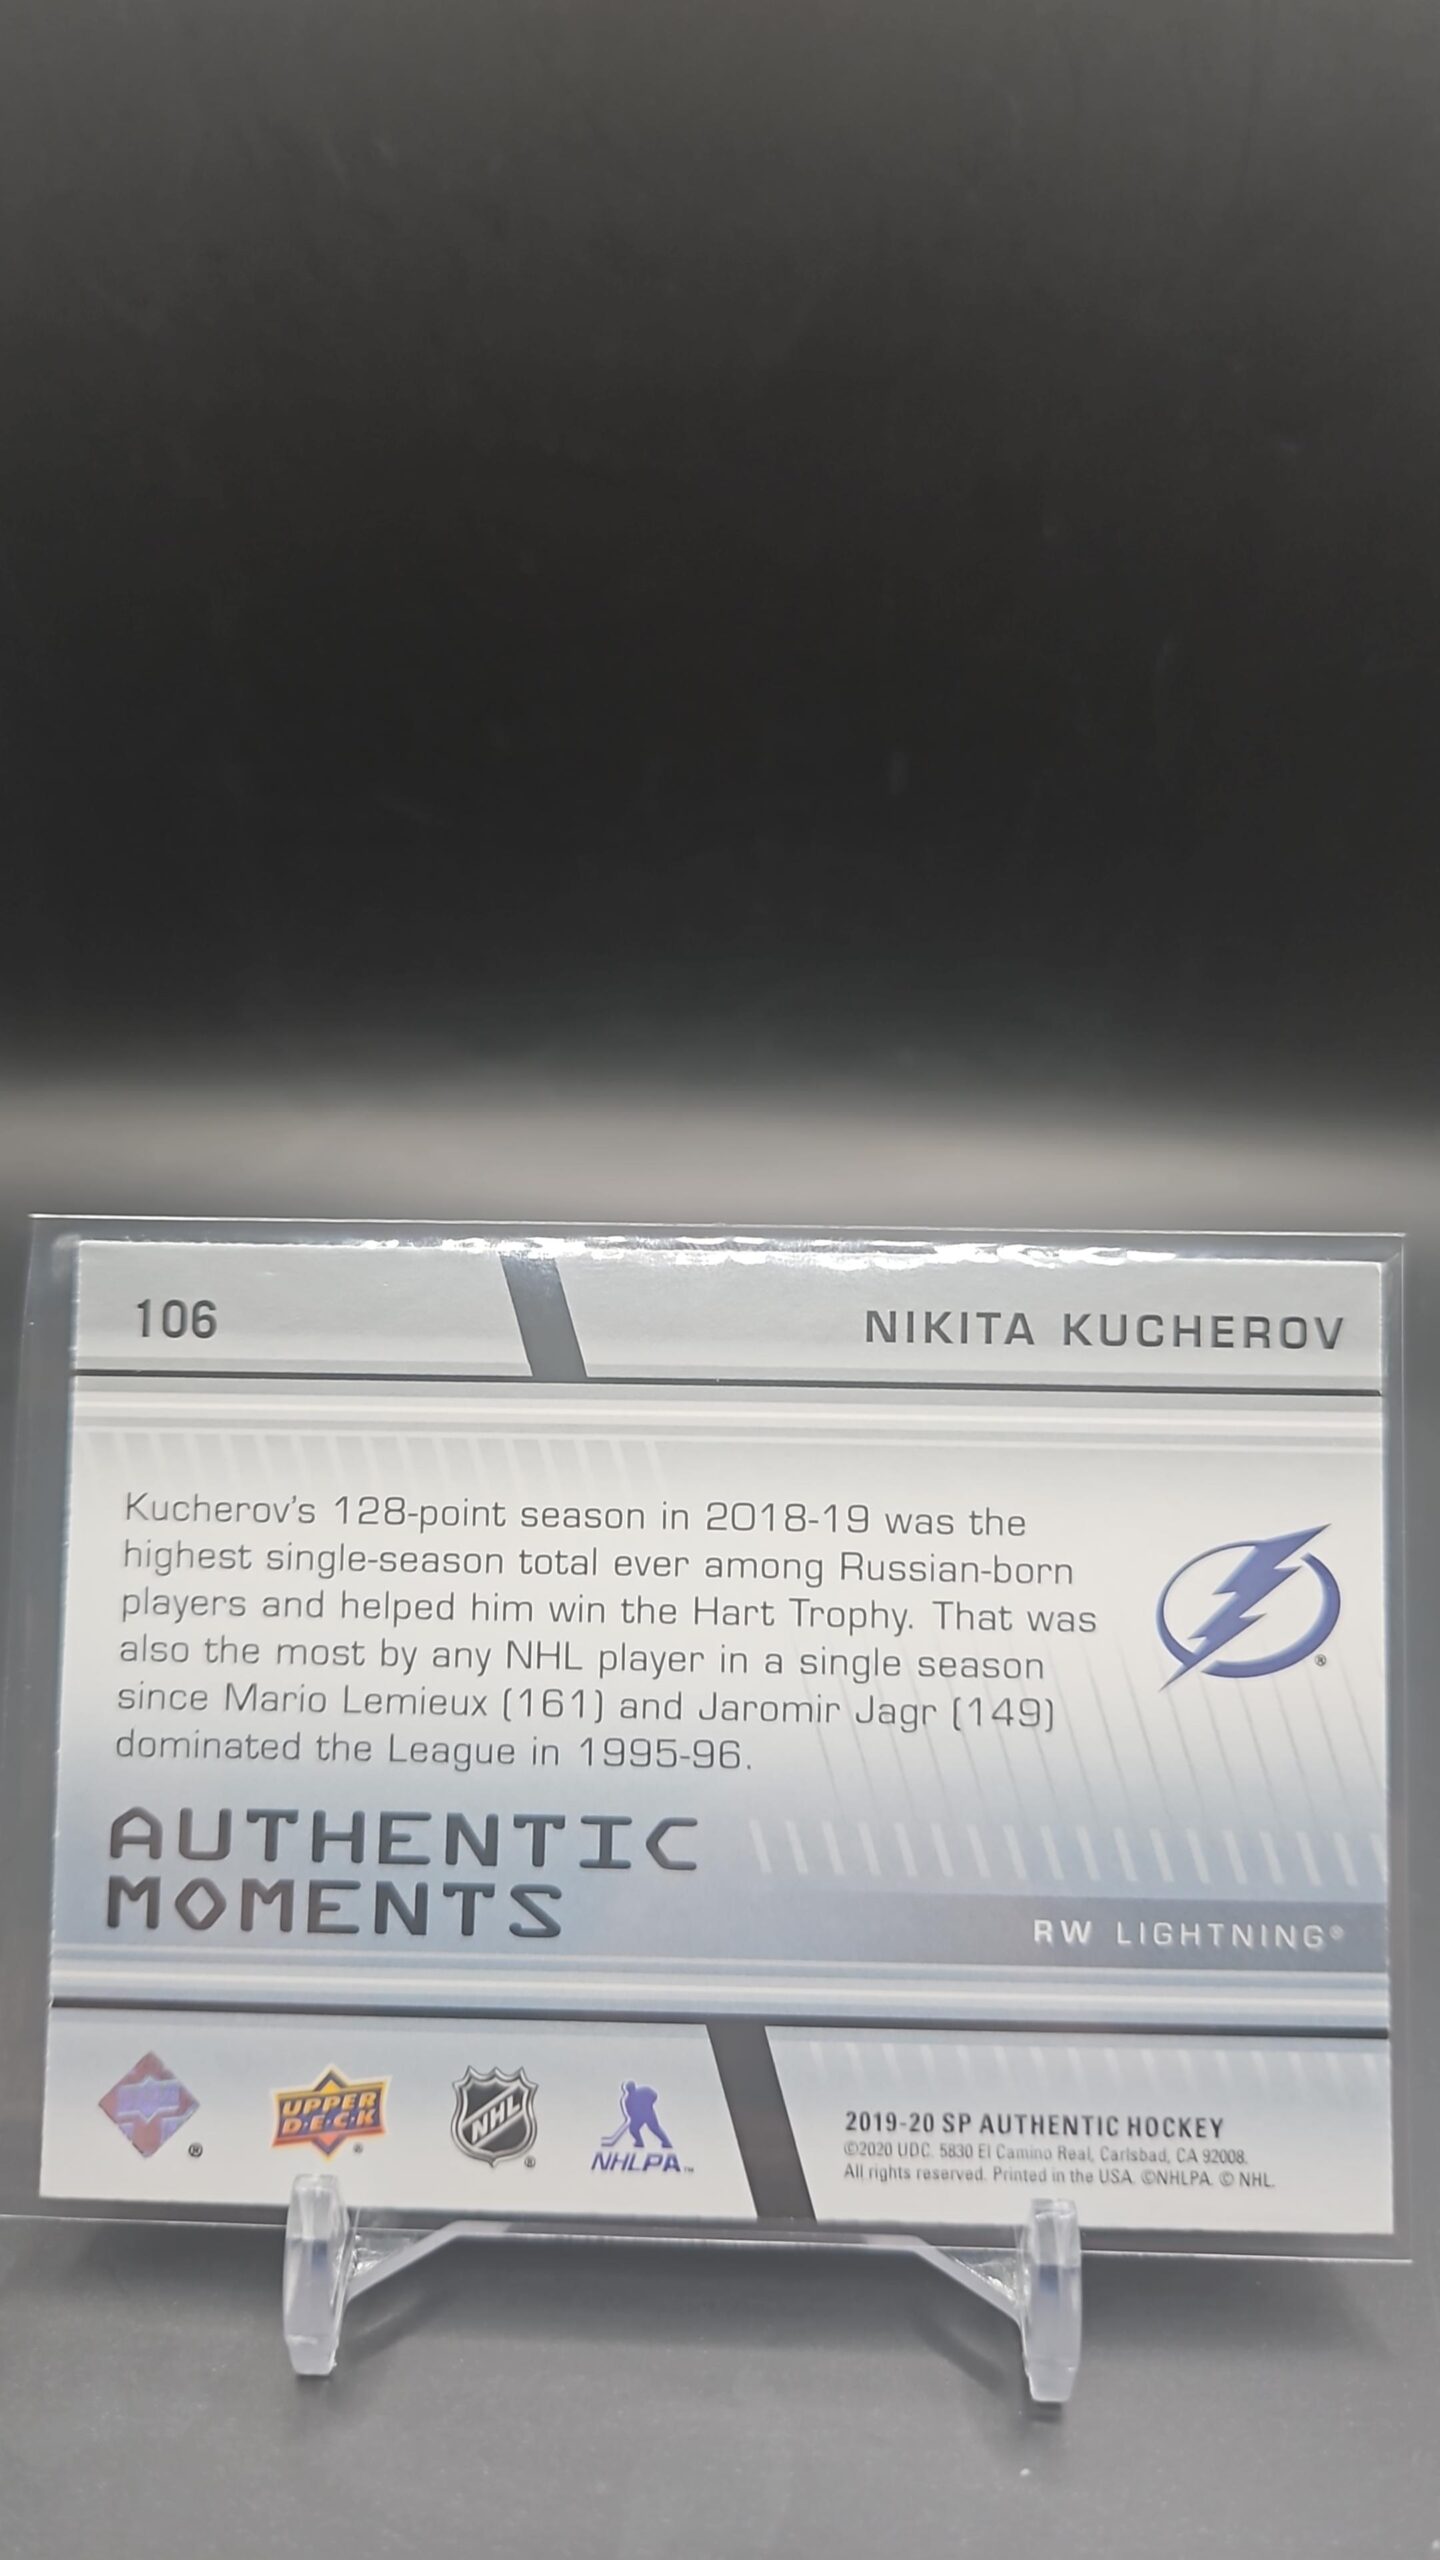 106
NIKITA KUCHEROV
Kucherov's 128-point season in 2018-19 was the
highest single-season total ever among Russian-born
players and helped him win the Hart Trophy. That was
also the most by any NHL player in a single season
since Mario Lemieux (161) and Jaromir Jagr (149)
dominated the League in 1995-96.
AUTHENTIC
MOMENTS
RW LIGHTNING®
®
®
UPPER
D·E·C·K
®
NHL
®
NHLPA™
2019-20 SP AUTHENTIC HOCKEY
©2020 UDC. 5830 El Camino Real, Carlsbad, CA 92008.
All rights reserved. Printed in the USA. ©NHLPA. © NHL.